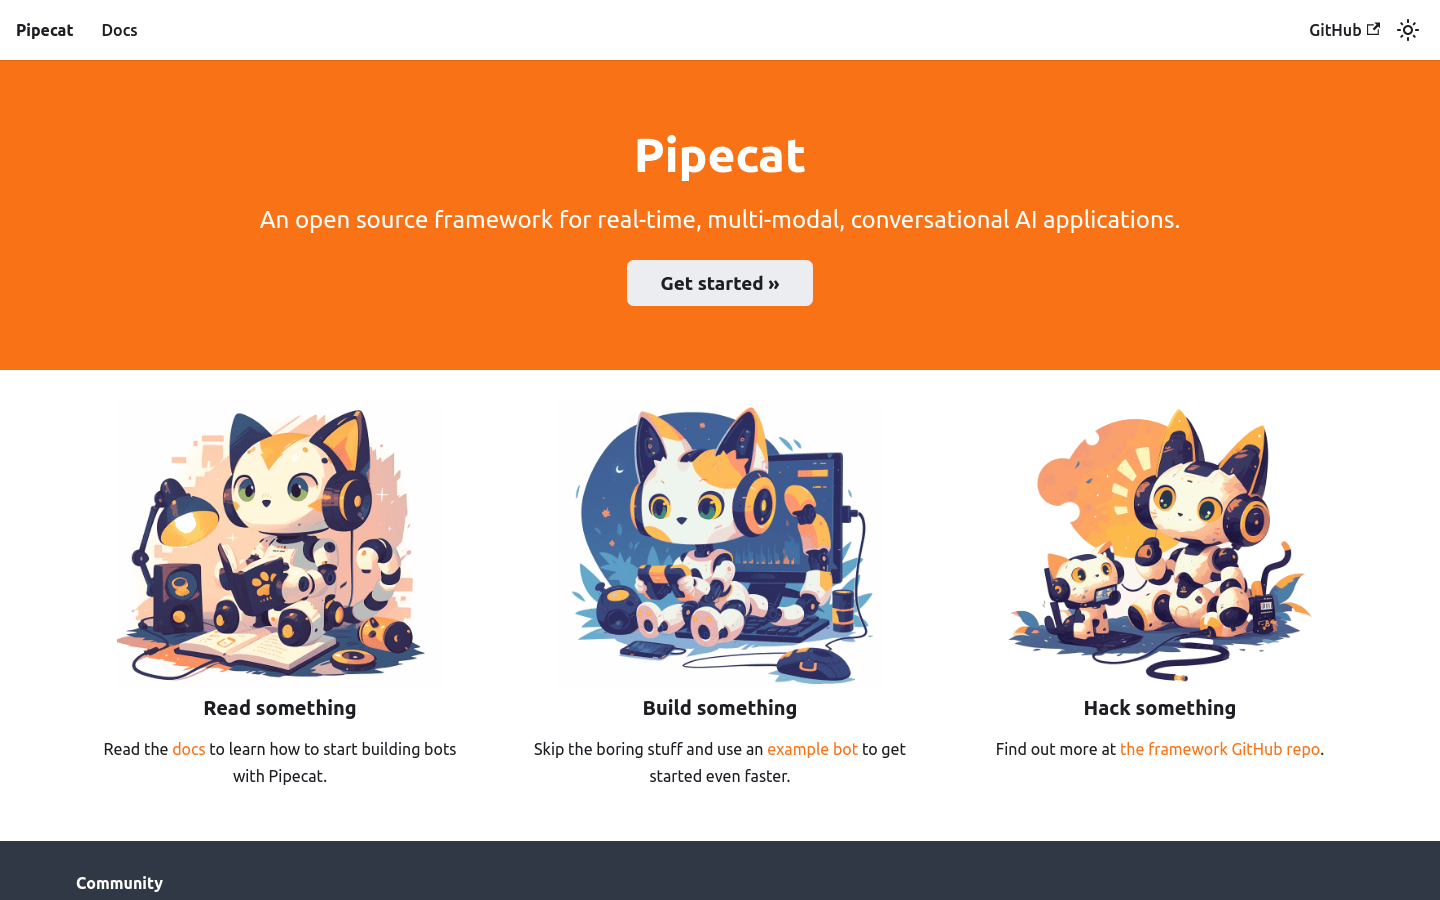 Pipecat
Docs
GitHub
Pipecat
An open source framework for real-time, multi-modal, conversational AI applications.
Get started »
Read something
Read the docs to learn how to start building bots
with Pipecat.
Build something
Skip the boring stuff and use an example bot to get
started even faster.
Hack something
Find out more at the framework GitHub repo.
Community